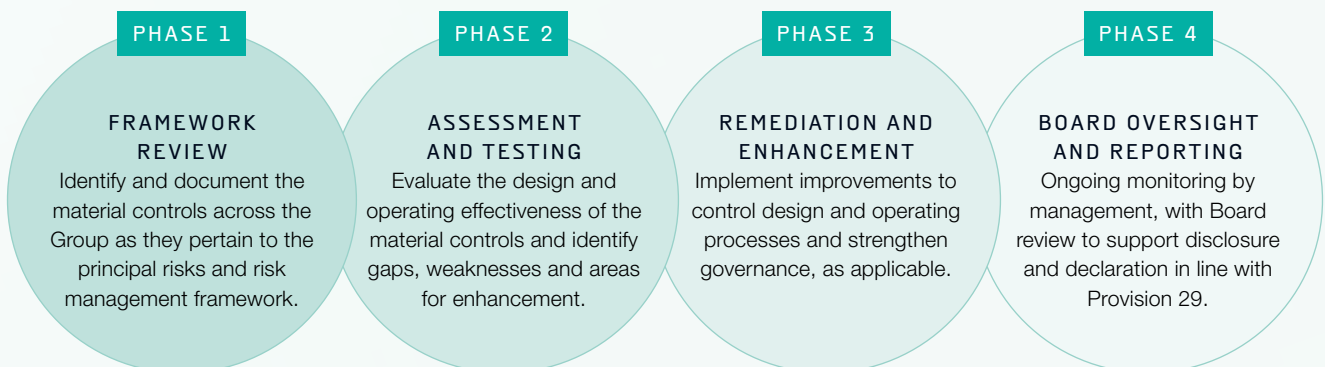 PHASE 1
FRAMEWORK
REVIEW
Identify and document the
material controls across the
Group as they pertain to the
principal risks and risk
management framework.
PHASE 2
ASSESSMENT
AND TESTING
Evaluate the design and
operating effectiveness of the
material controls and identify
gaps, weaknesses and areas
for enhancement.
PHASE 3
REMEDIATION AND
ENHANCEMENT
Implement improvements to
control design and operating
processes and strengthen
governance, as applicable.
PHASE 4
BOARD OVERSIGHT
AND REPORTING
Ongoing monitoring by
management, with Board
review to support disclosure
and declaration in line with
Provision 29.